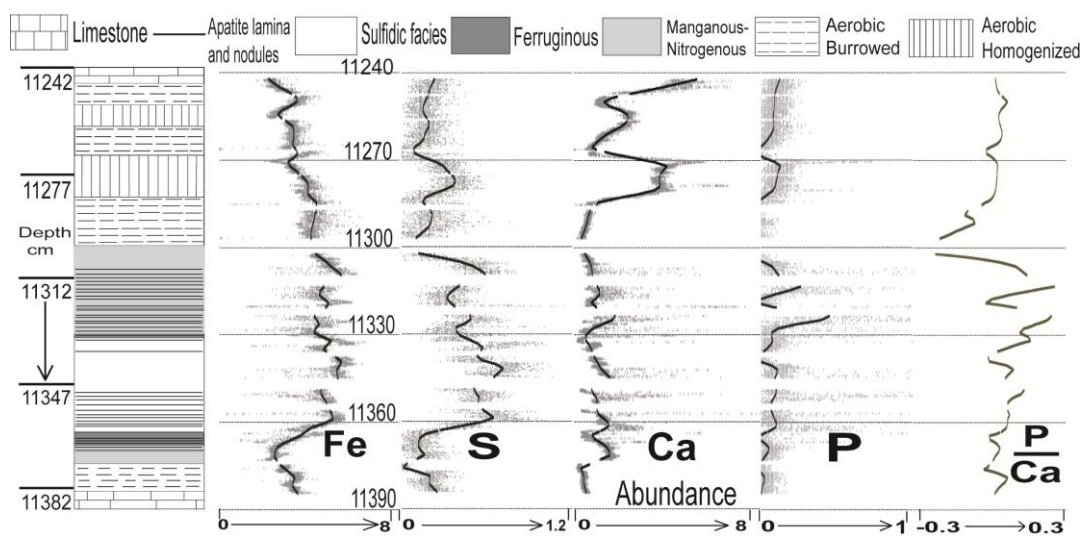 Limestone
Apatite lamina
and nodules
Sulfidic facies
Ferruginous
Manganous-
Nitrogenous
Aerobic
Burrowed
Aerobic
Homogenized
11242
11277
Depth
cm
11312
11347
11382
11240
11270
11300
11330
11360
11390
Fe
S
Ca
P
P
Ca
Abundance
0 8
0 1.2
0 8
0 1
-0.3 0.3